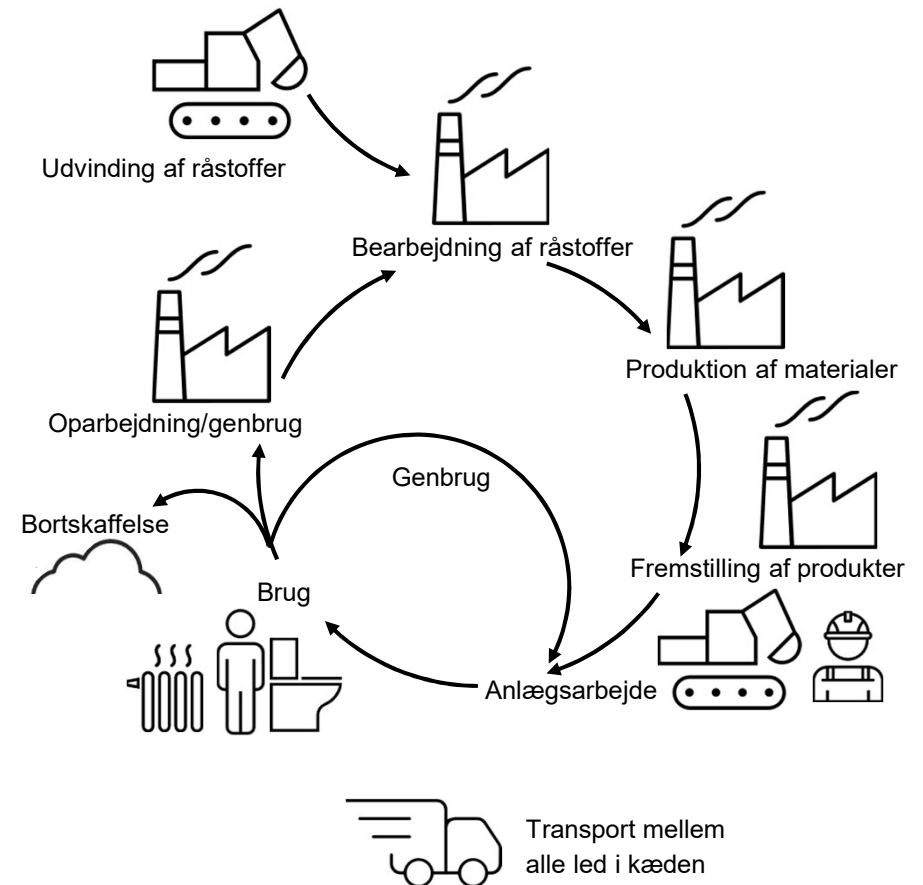 Udvinding af råstoffer
Bearbejdning af råstoffer
Produktion af materialer
Oparbejdning/genbrug
Genbrug
Bortskaffelse
Fremstilling af produkter
Brug
Anlægsarbejde
Transport mellem
alle led i kæden